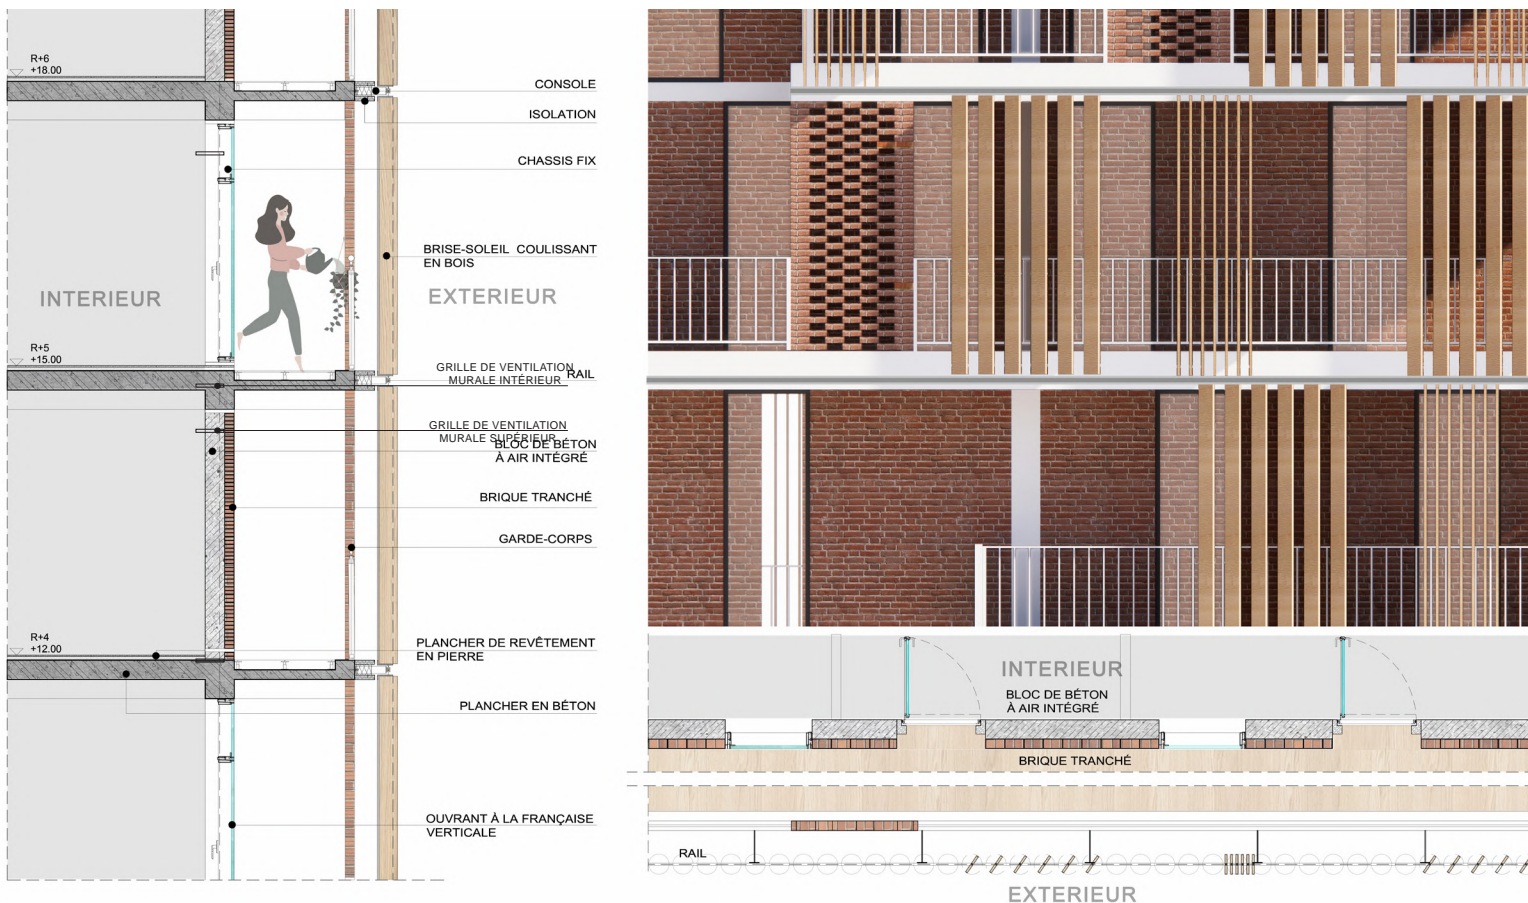 R+6
+18.00
CONSOLE
ISOLATION
CHASSIS FIX
BRISE-SOLEIL COULISSANT
EN BOIS
INTERIEUR
EXTERIEUR
R+5
+15.00
GRILLE DE VENTILATION
MURALE INTÉRIEUR
RAIL
GRILLE DE VENTILATION
MURALE SUPÉRIEUR
BLOC DE BÉTON
À AIR INTÉGRÉ
BRIQUE TRANCHÉ
GARDE-CORPS
R+4
+12.00
PLANCHER DE REVÊTEMENT
EN PIERRE
PLANCHER EN BÉTON
OUVRANT À LA FRANÇAISE
VERTICALE
INTERIEUR
BLOC DE BÉTON
À AIR INTÉGRÉ
BRIQUE TRANCHÉ
RAIL
EXTERIEUR